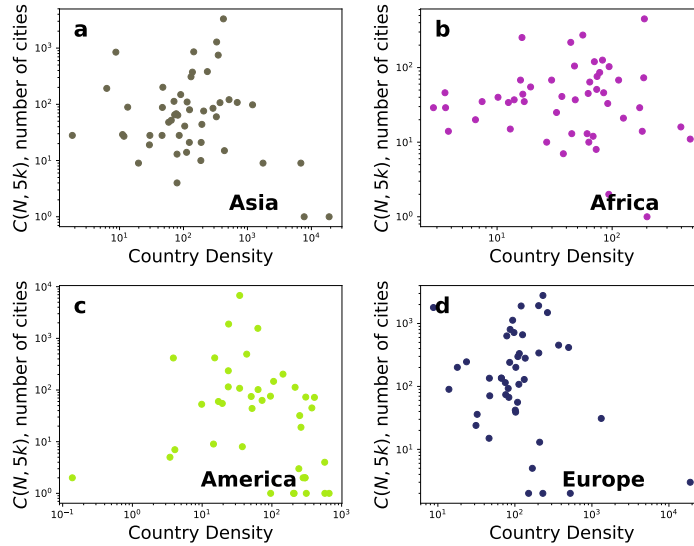 a
C(N, 5k), number of cities
10³
10²
10¹
10⁰
Asia
10¹ 10² 10³ 10⁴
Country Density
b
C(N, 5k), number of cities
10²
10¹
10⁰
Africa
10¹ 10²
Country Density
c
C(N, 5k), number of cities
10⁴
10³
10²
10¹
10⁰
America
10⁻¹ 10⁰ 10¹ 10² 10³
Country Density
d
C(N, 5k), number of cities
10³
10²
10¹
Europe
10¹ 10² 10³ 10⁴
Country Density